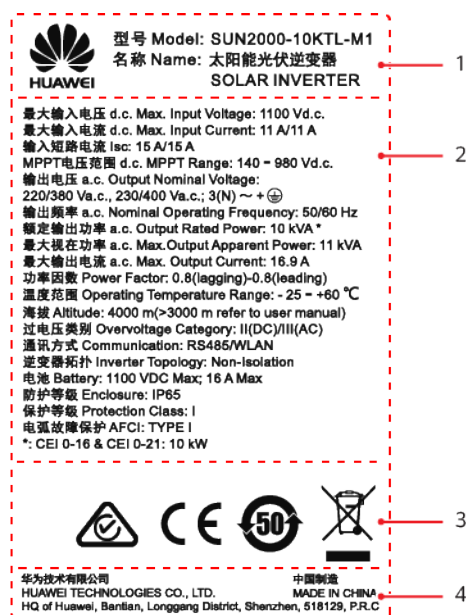 型号 Model: SUN2000-10KTL-M1
名称 Name: 太阳能光伏逆变器
SOLAR INVERTER
HUAWEI
1
最大输入电压 d.c. Max. Input Voltage: 1100 Vd.c.
最大输入电流 d.c. Max. Input Current: 11 A/11 A
输入短路电流 Isc: 15 A/15 A
MPPT电压范围 d.c. MPPT Range: 140 - 980 Vd.c.
输出电压 a.c. Output Nominal Voltage:
220/380 Va.c., 230/400 Va.c.; 3(N) ~ + ⏚
输出频率 a.c. Nominal Operating Frequency: 50/60 Hz
额定输出功率 a.c. Output Rated Power: 10 kVA *
最大视在功率 a.c. Max.Output Apparent Power: 11 kVA
最大输出电流 a.c. Max. Output Current: 16.9 A
功率因数 Power Factor: 0.8(lagging)-0.8(leading)
温度范围 Operating Temperature Range: - 25 - +60 ℃
海拔 Altitude: 4000 m(>3000 m refer to user manual)
过电压类别 Overvoltage Category: II(DC)/III(AC)
通讯方式 Communication: RS485/WLAN
逆变器拓扑 Inverter Topology: Non-Isolation
电池 Battery: 1100 VDC Max; 16 A Max
防护等级 Enclosure: IP65
保护等级 Protection Class: I
电弧故障保护 AFCI: TYPE I
*: CEI 0-16 & CEI 0-21: 10 kW
2
CE
50
3
华为技术有限公司 中国制造
HUAWEI TECHNOLOGIES CO., LTD. MADE IN CHINA
HQ of Huawei, Bantian, Longgang District, Shenzhen, 518129, P.R.C
4